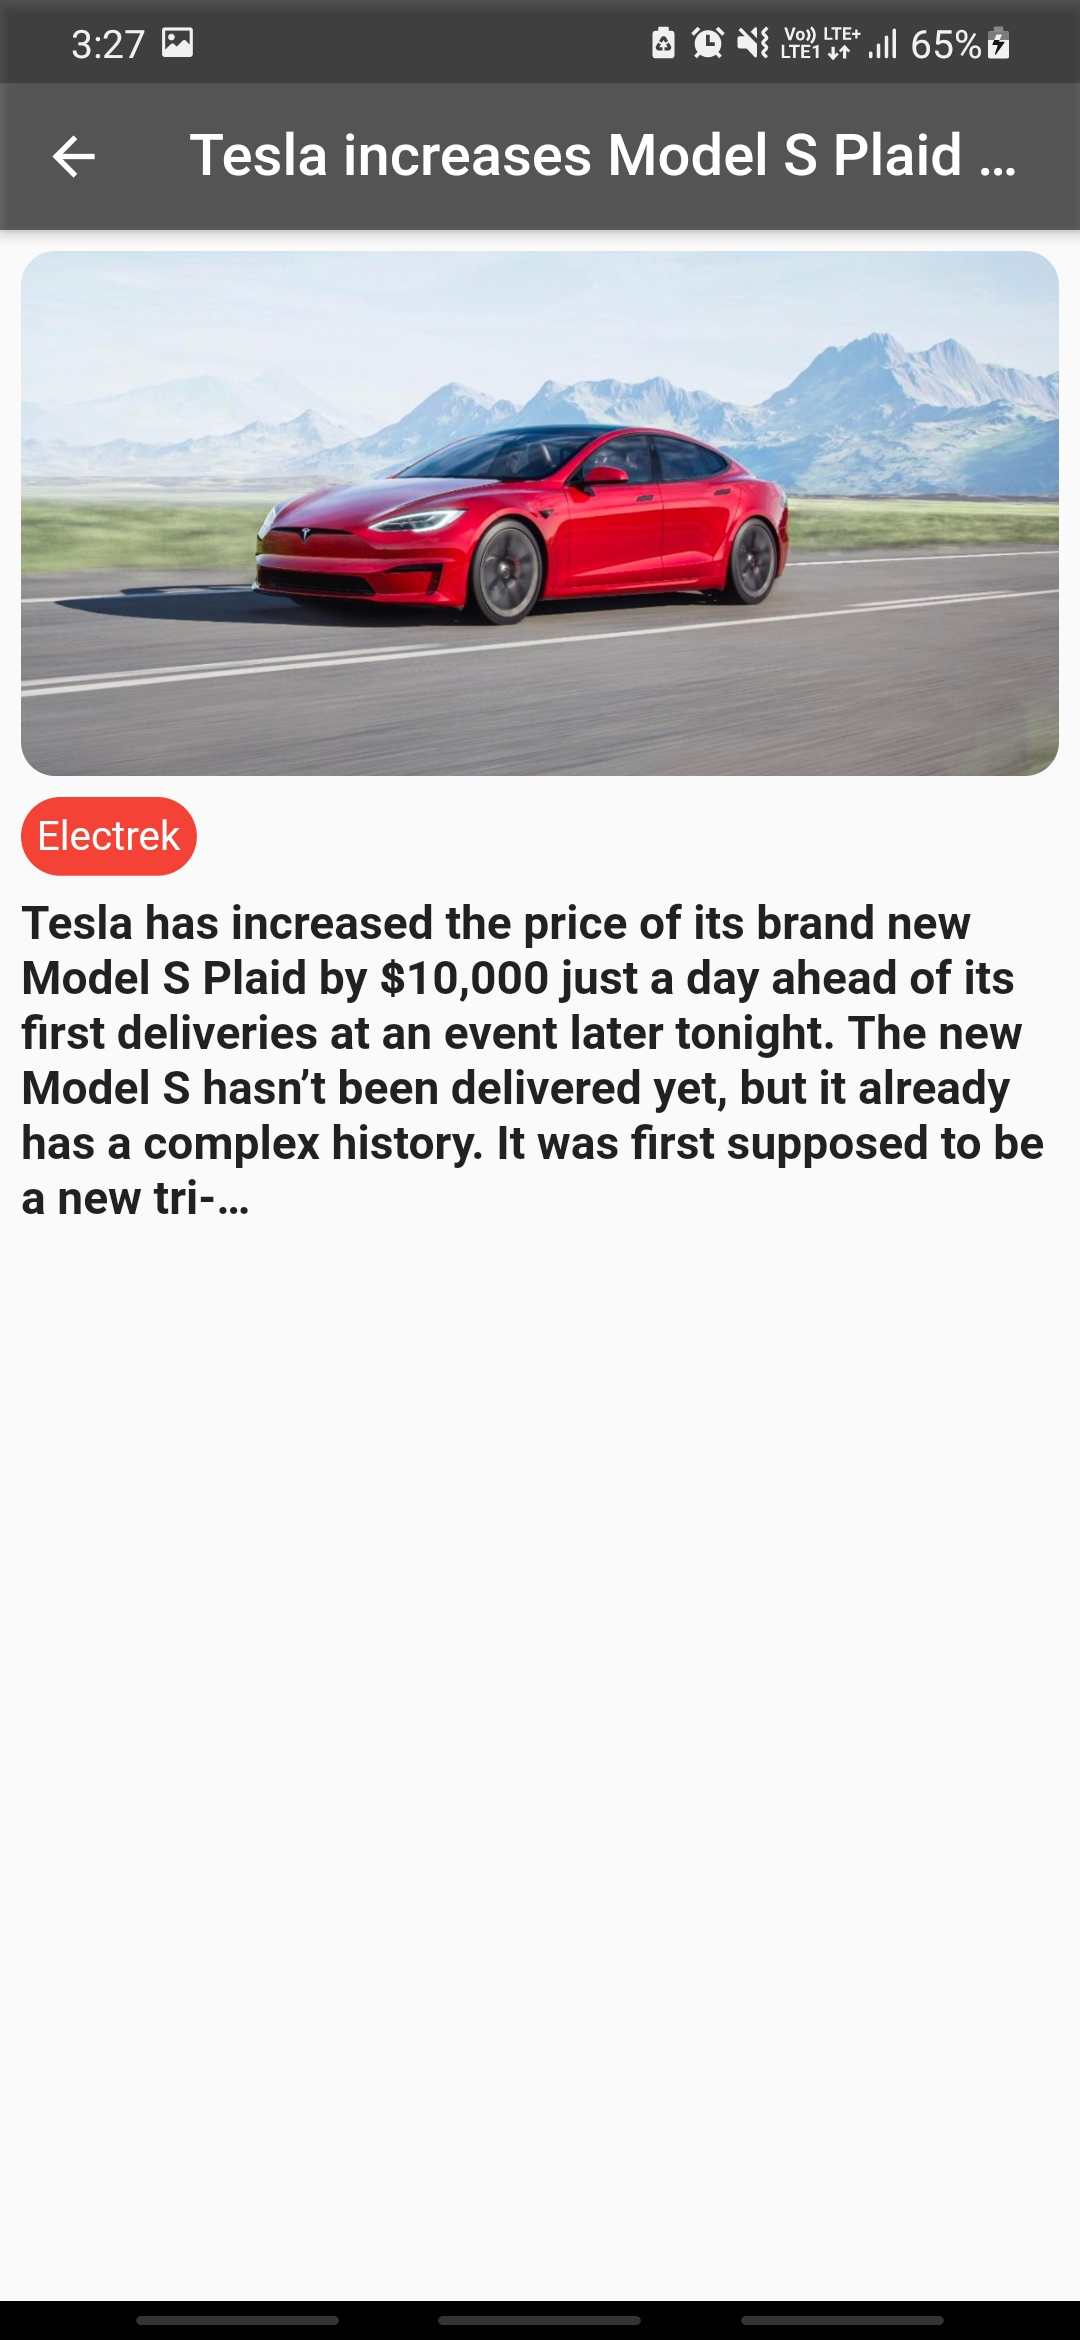 3:27
Vo)) LTE+
LTE1
65%
Tesla increases Model S Plaid ...
Electrek
Tesla has increased the price of its brand new
Model S Plaid by $10,000 just a day ahead of its
first deliveries at an event later tonight. The new
Model S hasn’t been delivered yet, but it already
has a complex history. It was first supposed to be
a new tri-...